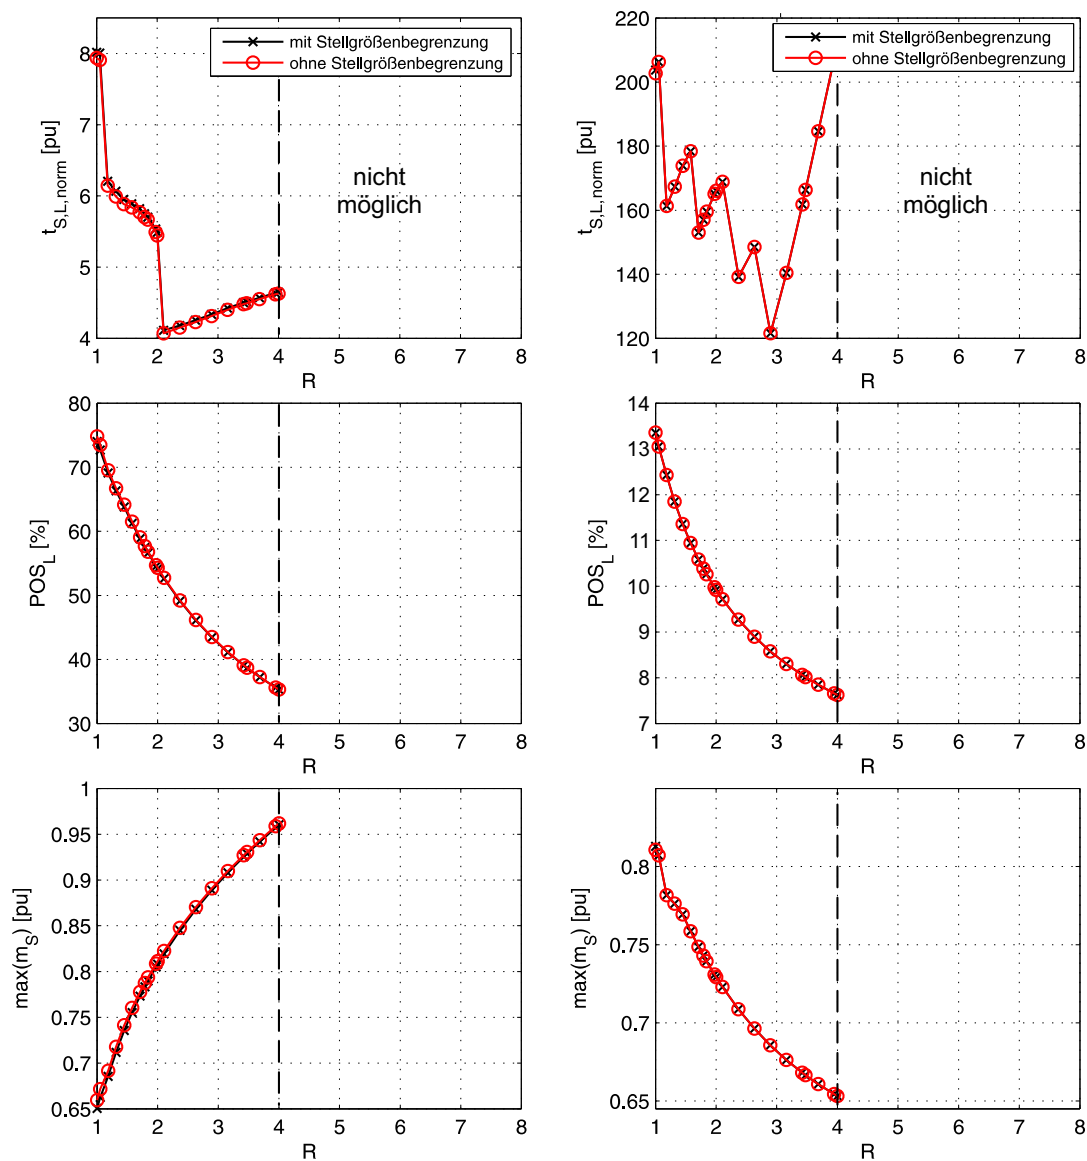 8
7
6
5
4
1 2 3 4 5 6 7 8
t_S,L,norm [pu]
R
mit Stellgrößenbegrenzung
ohne Stellgrößenbegrenzung
nicht
möglich
220
200
180
160
140
120
1 2 3 4 5 6 7 8
t_S,L,norm [pu]
R
mit Stellgrößenbegrenzung
ohne Stellgrößenbegrenzung
nicht
möglich
80
70
60
50
40
30
1 2 3 4 5 6 7 8
POS_L [%]
R
14
13
12
11
10
9
8
7
1 2 3 4 5 6 7 8
POS_L [%]
R
1
0.95
0.9
0.85
0.8
0.75
0.7
0.65
1 2 3 4 5 6 7 8
max(m_S) [pu]
R
0.8
0.75
0.7
0.65
1 2 3 4 5 6 7 8
max(m_S) [pu]
R